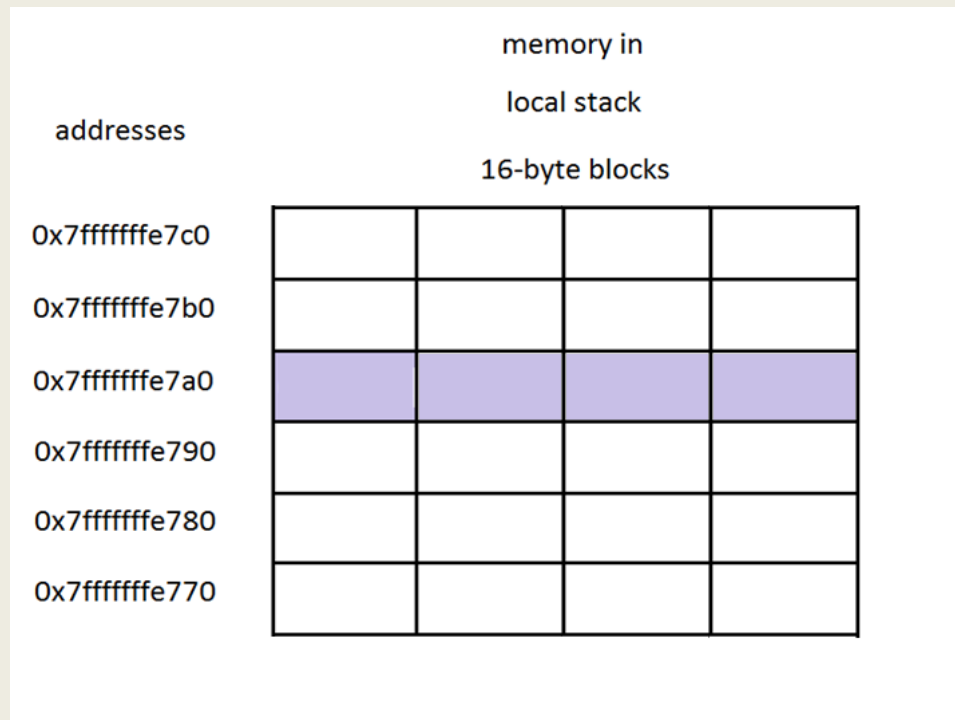 memory in
local stack
addresses
16-byte blocks
0x7fffffffe7c0
0x7fffffffe7b0
0x7fffffffe7a0
0x7fffffffe790
0x7fffffffe780
0x7fffffffe770